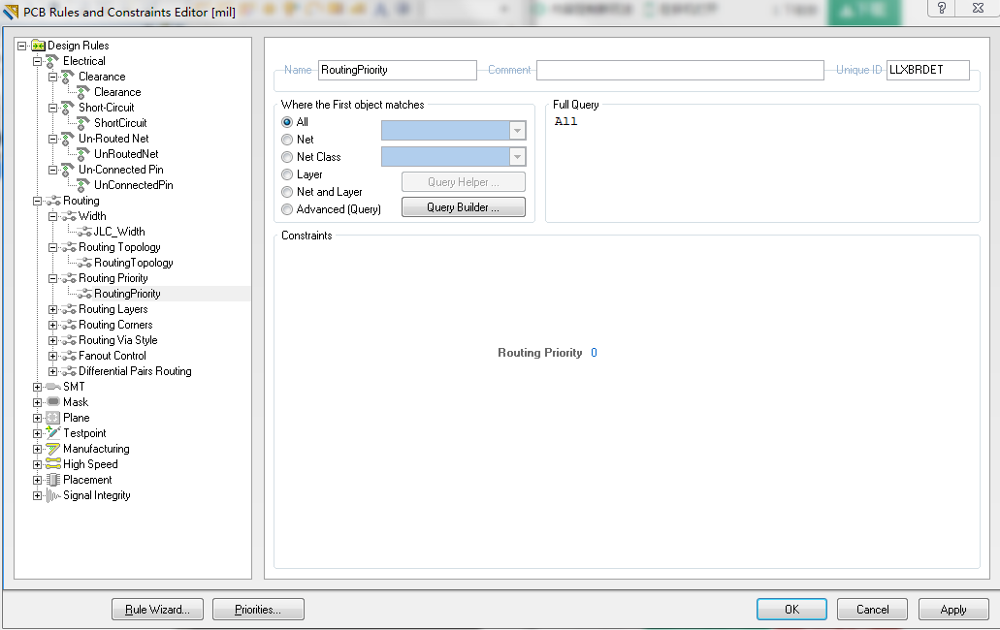 PCB Rules and Constraints Editor [mil]
Design Rules
Electrical
Clearance
Clearance
Short-Circuit
ShortCircuit
Un-Routed Net
UnRoutedNet
Un-Connected Pin
UnConnectedPin
Routing
Width
JLC_Width
Routing Topology
RoutingTopology
Routing Priority
RoutingPriority
Routing Layers
Routing Corners
Routing Via Style
Fanout Control
Differential Pairs Routing
SMT
Mask
Plane
Testpoint
Manufacturing
High Speed
Placement
Signal Integrity
Name RoutingPriority Comment Unique ID LLXBRDET
Where the First object matches
All
Net
Net Class
Layer
Net and Layer
Advanced (Query)
Query Helper ...
Query Builder ...
Full Query
All
Constraints
Routing Priority 0
Rule Wizard... Priorities... OK Cancel Apply